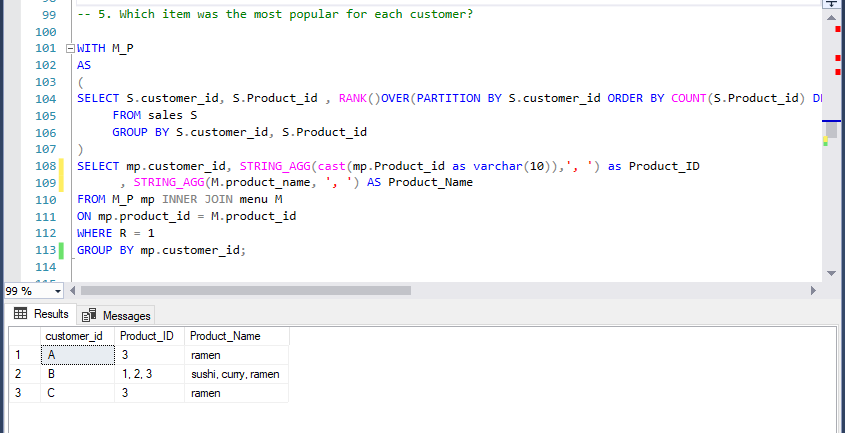 99 -- 5. Which item was the most popular for each customer?
100
101 WITH M_P
102 AS
103 (
104 SELECT S.customer_id, S.Product_id , RANK()OVER(PARTITION BY S.customer_id ORDER BY COUNT(S.Product_id)
105 FROM sales S
106 GROUP BY S.customer_id, S.Product_id
107 )
108 SELECT mp.customer_id, STRING_AGG(cast(mp.Product_id as varchar(10)),', ') as Product_ID
109 , STRING_AGG(M.product_name, ', ') AS Product_Name
110 FROM M_P mp INNER JOIN menu M
111 ON mp.product_id = M.product_id
112 WHERE R = 1
113 GROUP BY mp.customer_id;
114
99 %
Results Messages
customer_id Product_ID Product_Name
1 A 3 ramen
2 B 1, 2, 3 sushi, curry, ramen
3 C 3 ramen